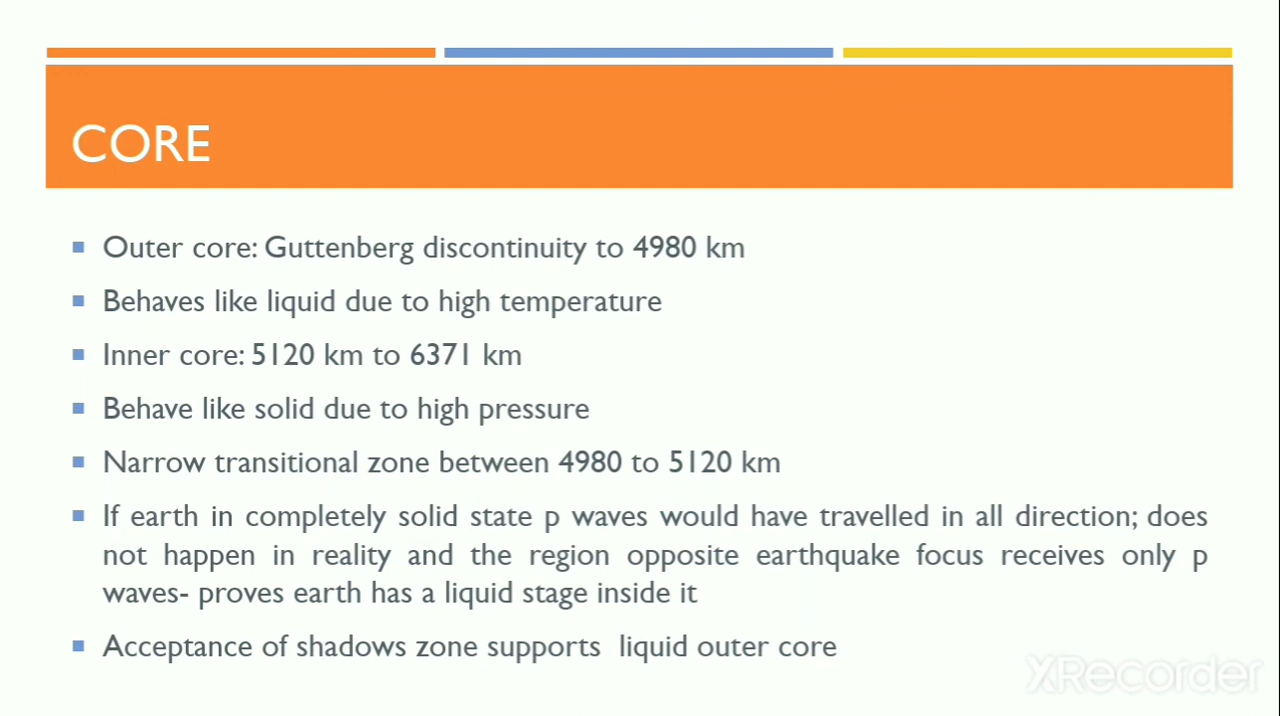 CORE
Outer core: Guttenberg discontinuity to 4980 km
Behaves like liquid due to high temperature
Inner core: 5120 km to 6371 km
Behave like solid due to high pressure
Narrow transitional zone between 4980 to 5120 km
If earth in completely solid state p waves would have travelled in all direction; does
not happen in reality and the region opposite earthquake focus receives only p
waves- proves earth has a liquid stage inside it
Acceptance of shadows zone supports liquid outer core
XRecorder